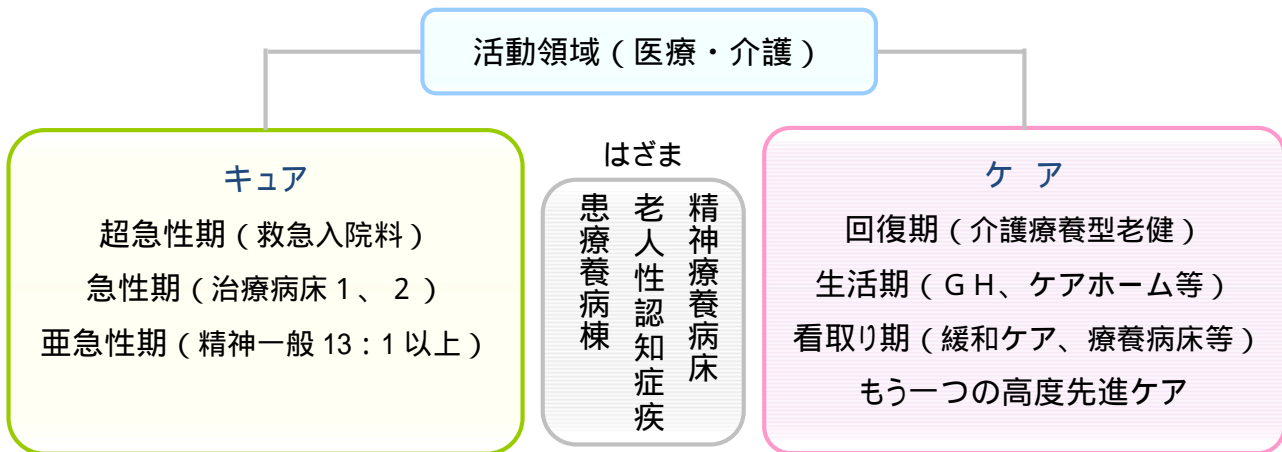 活動領域（医療・介護）
キュア
超急性期（救急入院料）
急性期（治療病床１、２）
亜急性期（精神一般 13：1 以上）
はざま
精神療養病床
老人性認知症疾
患療養病棟
ケ ア
回復期（介護療養型老健）
生活期（ＧＨ、ケアホーム等）
看取り期（緩和ケア、療養病床等）
もう一つの高度先進ケア